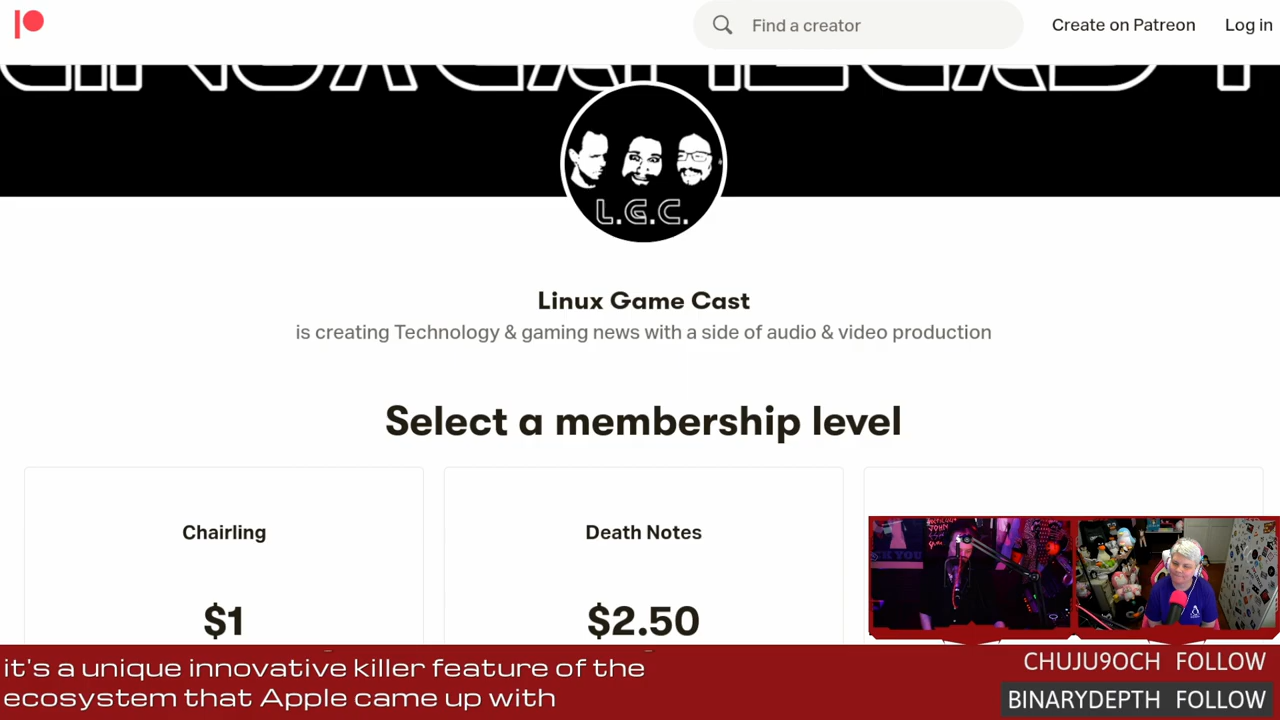 Find a creator
Create on Patreon
Log in
L.G.C.
Linux Game Cast
is creating Technology & gaming news with a side of audio & video production
Select a membership level
Chairling
Death Notes
$1
$2.50
it's a unique innovative killer feature of the
ecosystem that Apple came up with
CHUJU9OCH FOLLOW
BINARYDEPTH FOLLOW